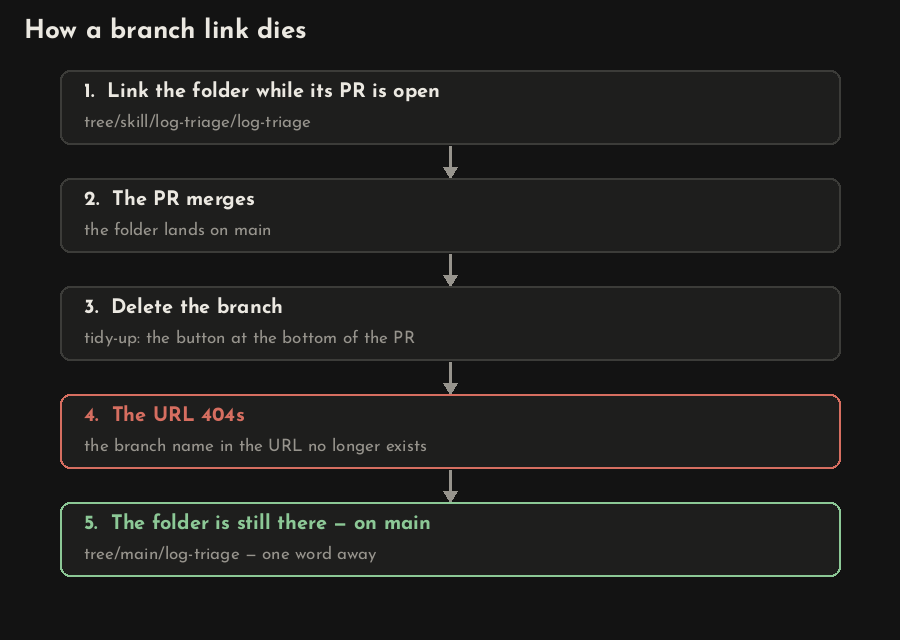 How a branch link dies
1. Link the folder while its PR is open
tree/skill/log-triage/log-triage
2. The PR merges
the folder lands on main
3. Delete the branch
tidy-up: the button at the bottom of the PR
4. The URL 404s
the branch name in the URL no longer exists
5. The folder is still there – on main
tree/main/log-triage – one word away